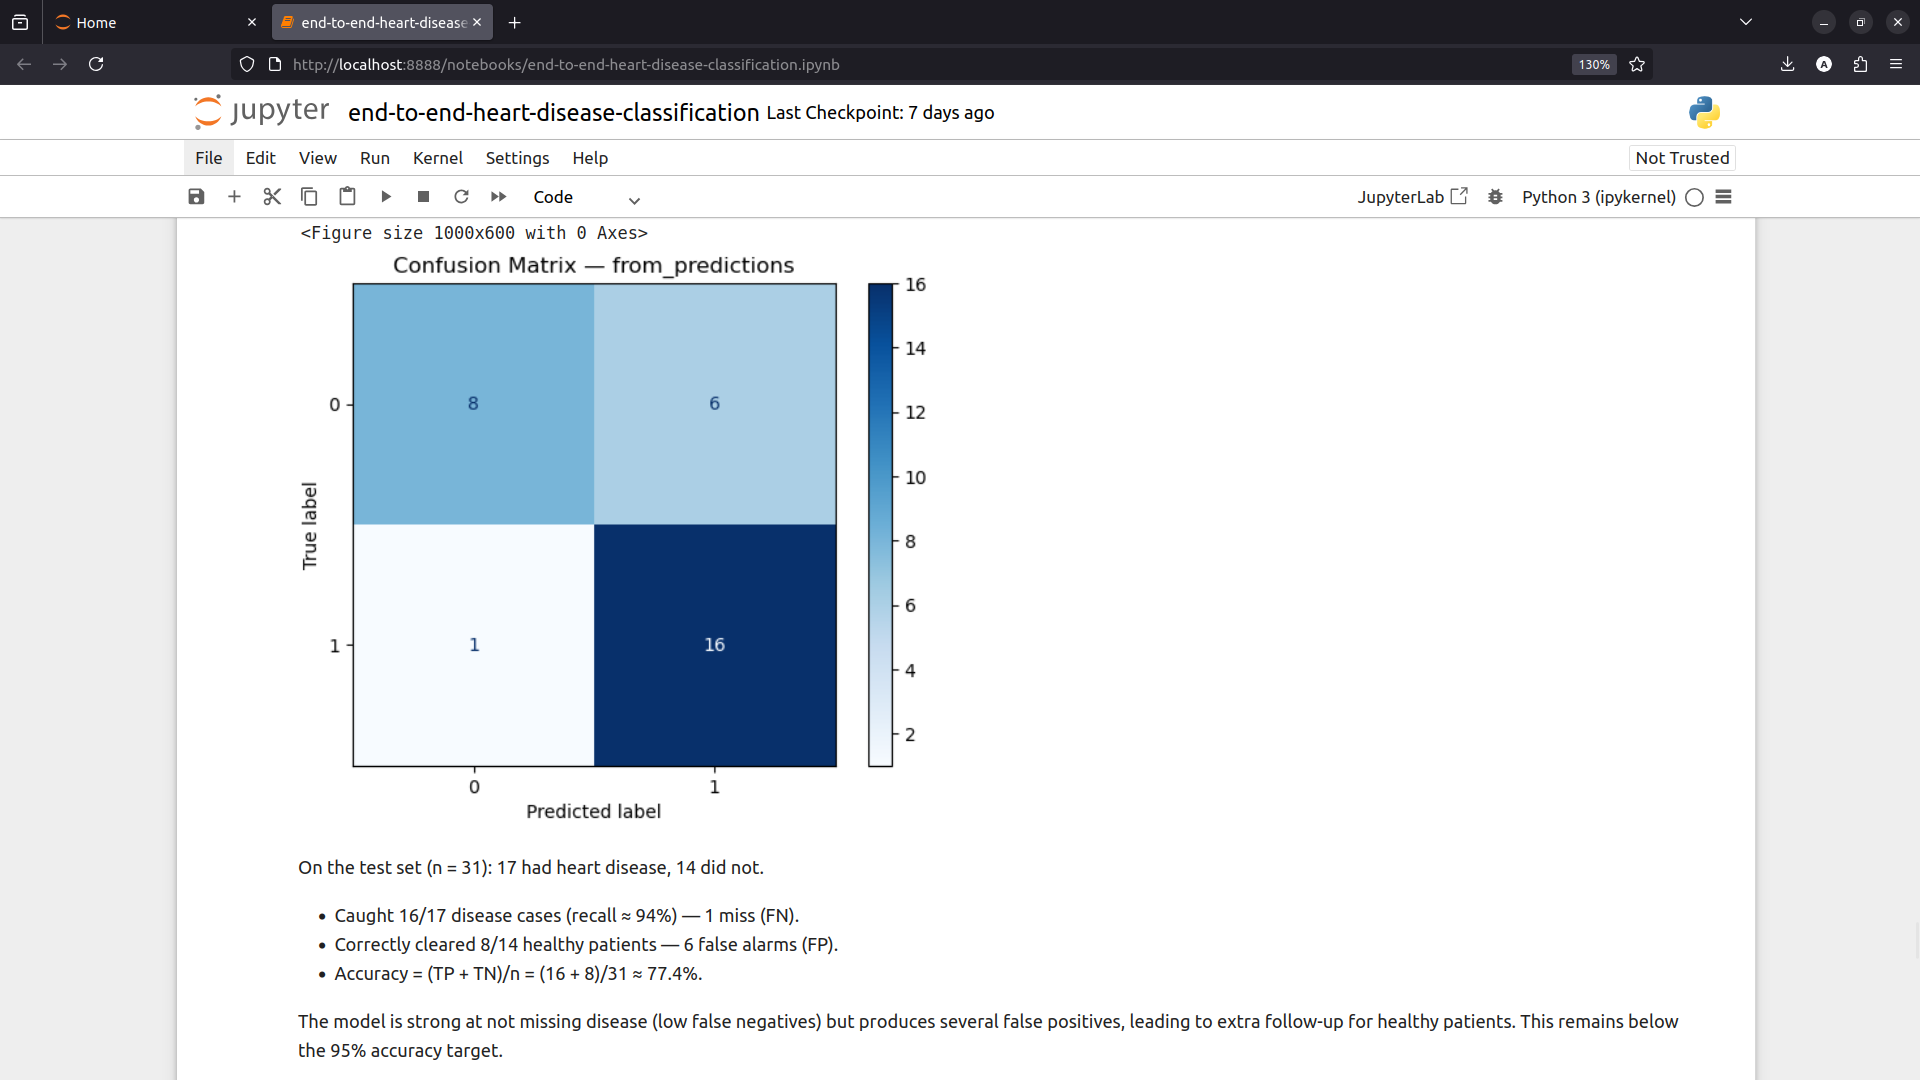 Home
end-to-end-heart-disease
http://localhost:8888/notebooks/end-to-end-heart-disease-classification.ipynb
130%
A
jupyter end-to-end-heart-disease-classification Last Checkpoint: 7 days ago
File Edit View Run Kernel Settings Help
Not Trusted
Code
JupyterLab
Python 3 (ipykernel)
<Figure size 1000x600 with 0 Axes>
Confusion Matrix — from_predictions
True label
0
1
8 6
1 16
0 1
Predicted label
16
14
12
10
8
6
4
2
On the test set (n = 31): 17 had heart disease, 14 did not.
• Caught 16/17 disease cases (recall ≈ 94%) — 1 miss (FN).
• Correctly cleared 8/14 healthy patients — 6 false alarms (FP).
• Accuracy = (TP + TN)/n = (16 + 8)/31 ≈ 77.4%.
The model is strong at not missing disease (low false negatives) but produces several false positives, leading to extra follow-up for healthy patients. This remains below
the 95% accuracy target.